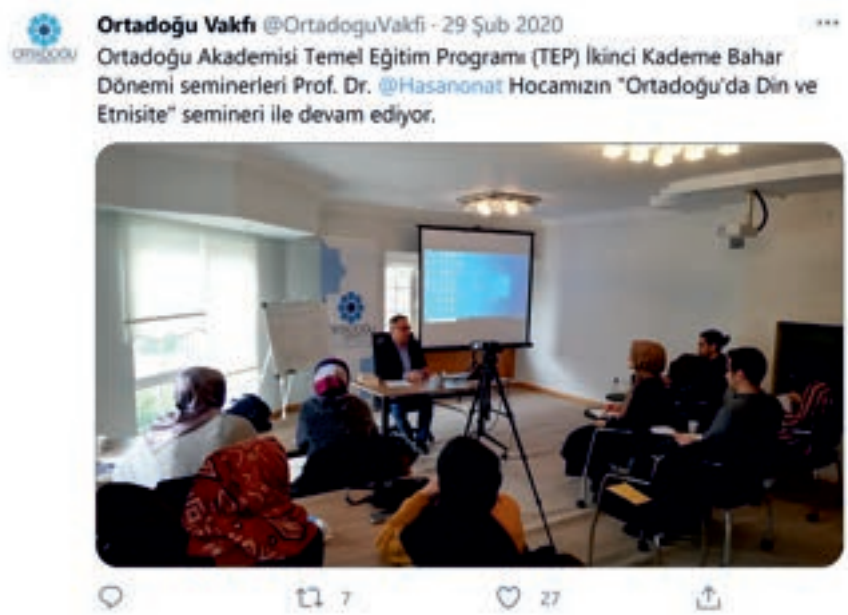 Ortadoğu Vakfı @OrtadoguVakfi · 29 Şub 2020
Ortadoğu Akademisi Temel Eğitim Programı (TEP) İkinci Kademe Bahar
Dönemi seminerleri Prof. Dr. @Hasanonat Hocamızın "Ortadoğu'da Din ve
Etnisite" semineri ile devam ediyor.
ORTADOĞU
7
27